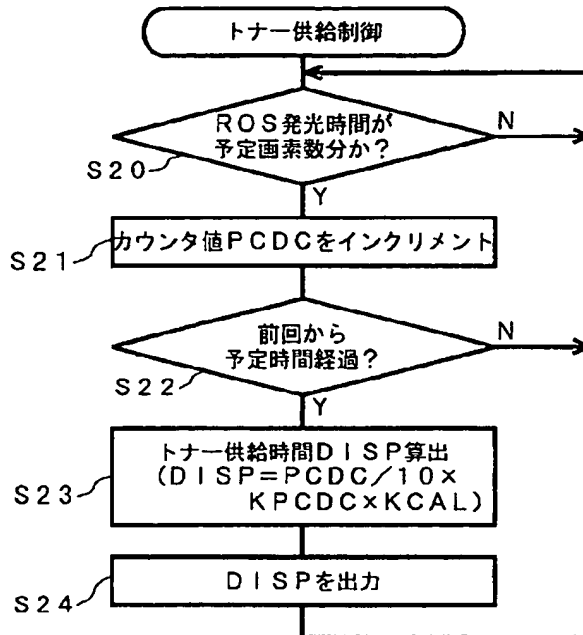 トナー供給制御
ROS発光時間が
予定画素数分か？
N
S20
Y
カウンタ値PCDCをインクリメント
S21
前回から
予定時間経過？
N
S22
Y
トナー供給時間DISP算出
(DISP＝PCDC/10×
KPCDC×KCAL)
S23
DISPを出力
S24